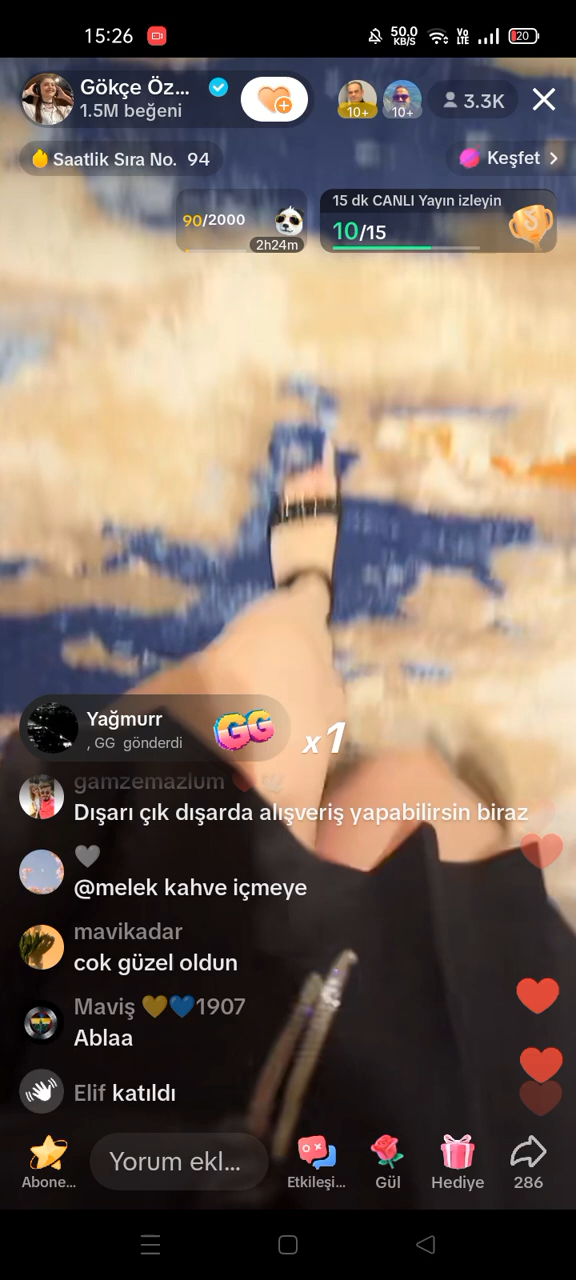 15:26
50.0
KB/S
Vo
LTE
20
Gökçe Öz...
1.5M beğeni
10+
10+
3.3K
Saatlik Sıra No. 94
Keşfet
90/2000
2h24m
15 dk CANLI Yayın izleyin
10/15
Yağmurr
, GG gönderdi
GG
x1
gamzemazlum
Dışarı çık dışarda alışveriş yapabilirsin biraz
@melek kahve içmeye
mavikadar
cok güzel oldun
Maviş 💛💙1907
Ablaa
Elif katıldı
Abone...
Yorum ekl...
Etkileşi...
Gül
Hediye
286